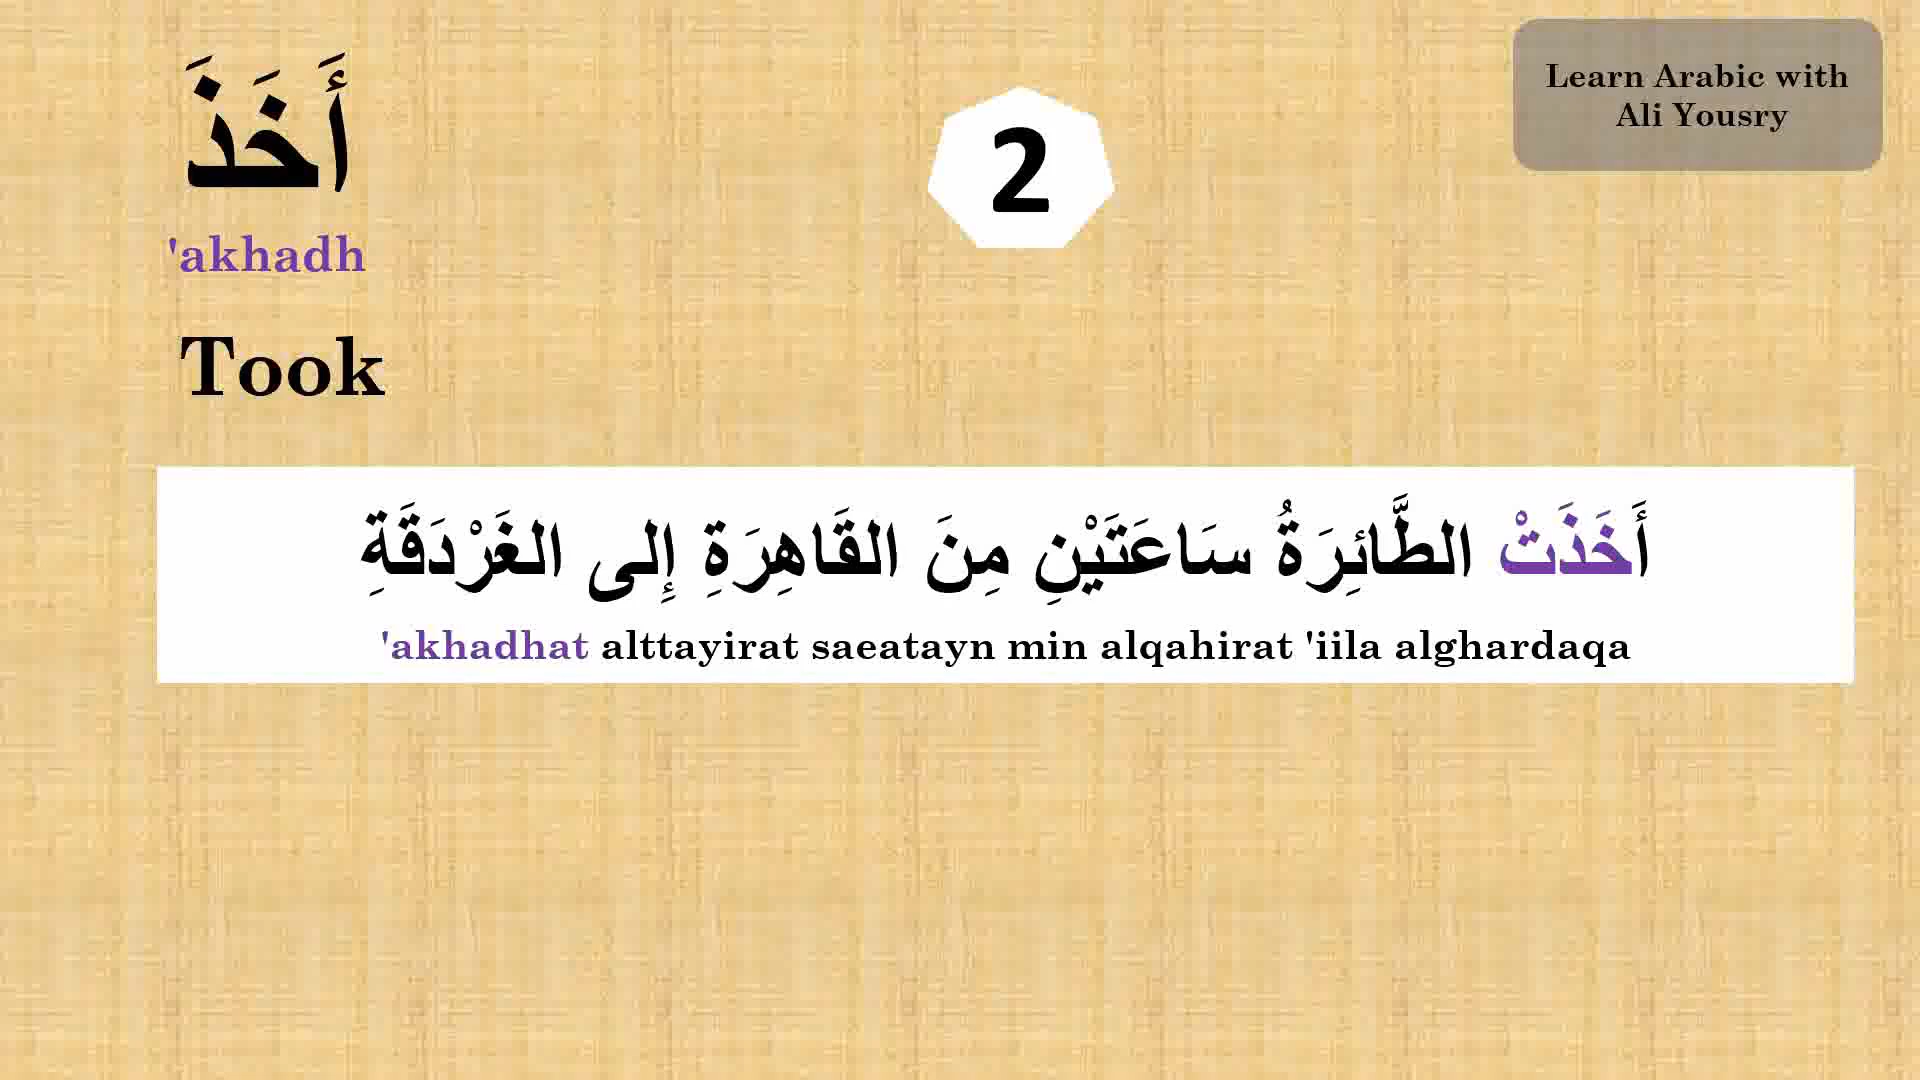 أَخَذَ
'akhadh
Took
2
Learn Arabic with
Ali Yousry
أَخَذَتْ الطَّائِرَةُ سَاعَتَيْنِ مِنَ القَاهِرَةِ إِلى الغَرْدَقَةِ
'akhadhat alttayirat saeatayn min alqahirat 'iila alghardaqa